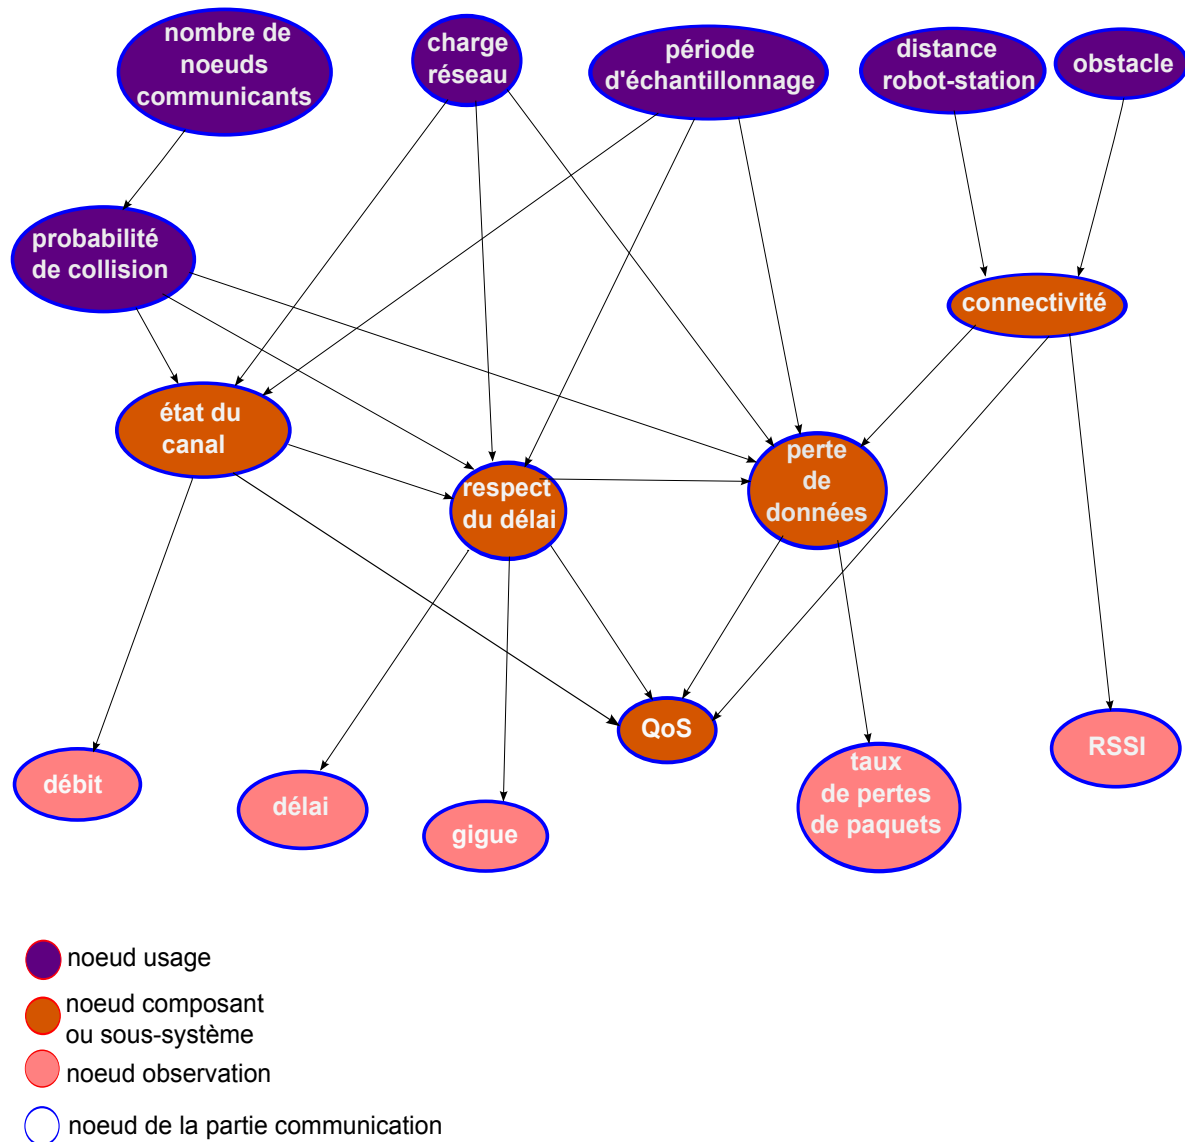 nombre de
noeuds
communicants
charge
réseau
période
d'échantillonnage
distance
robot-station
obstacle
probabilité
de collision
connectivité
état du
canal
respect
du délai
perte
de
données
QoS
RSSI
débit
délai
gigue
taux
de pertes
de paquets
noeud usage
noeud composant
ou sous-système
noeud observation
noeud de la partie communication